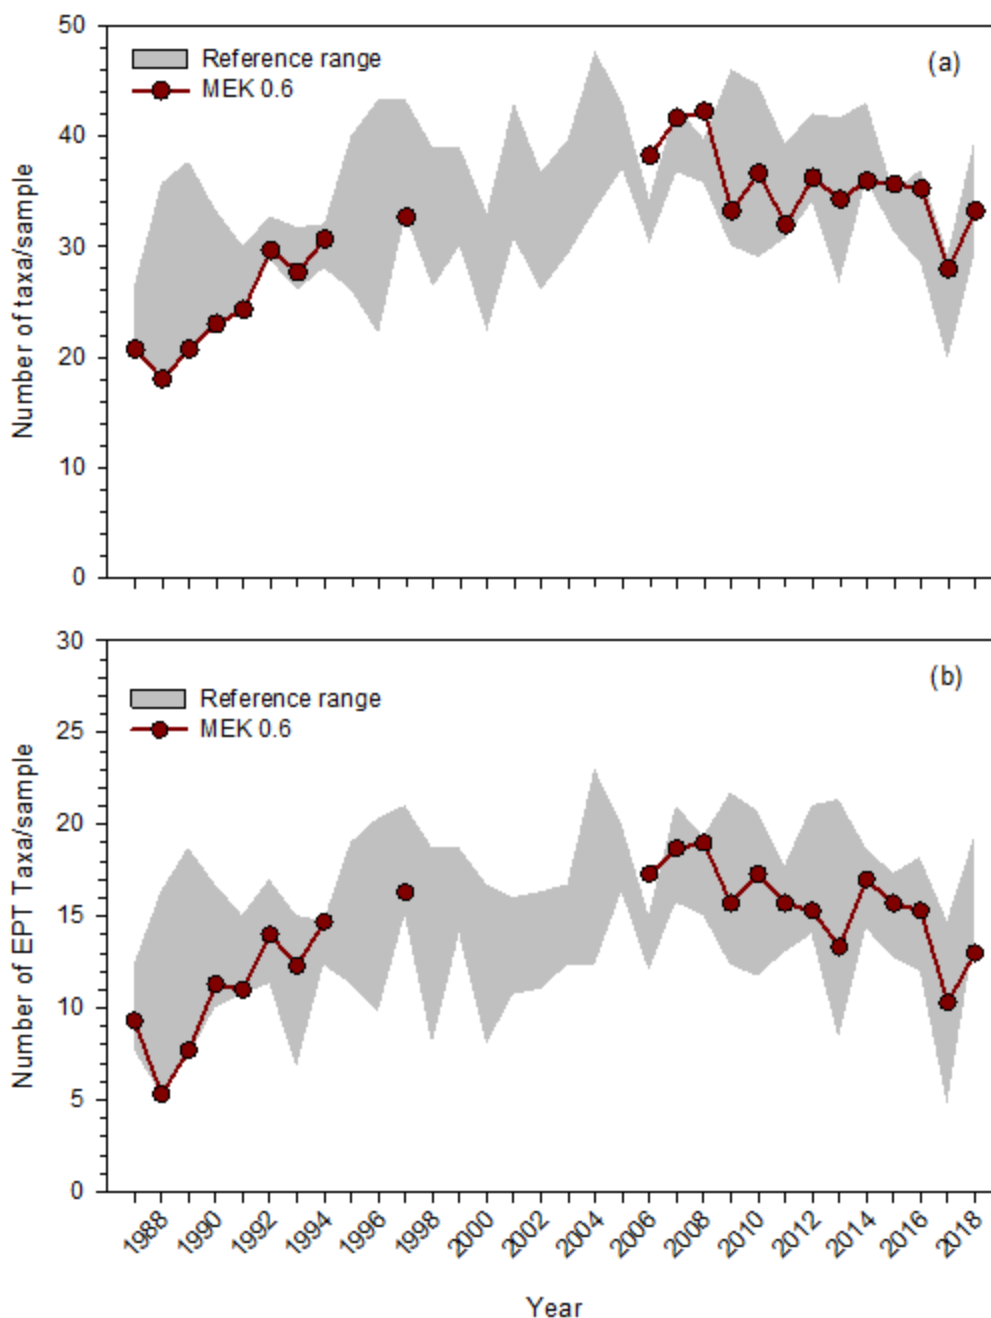 50
40
30
20
10
0
Number of taxa/sample
Reference range
MEK 0.6
(a)
30
25
20
15
10
5
0
Number of EPT Taxa/sample
Reference range
MEK 0.6
(b)
1988 1990 1992 1994 1996 1998 2000 2002 2004 2006 2008 2010 2012 2014 2016 2018
Year